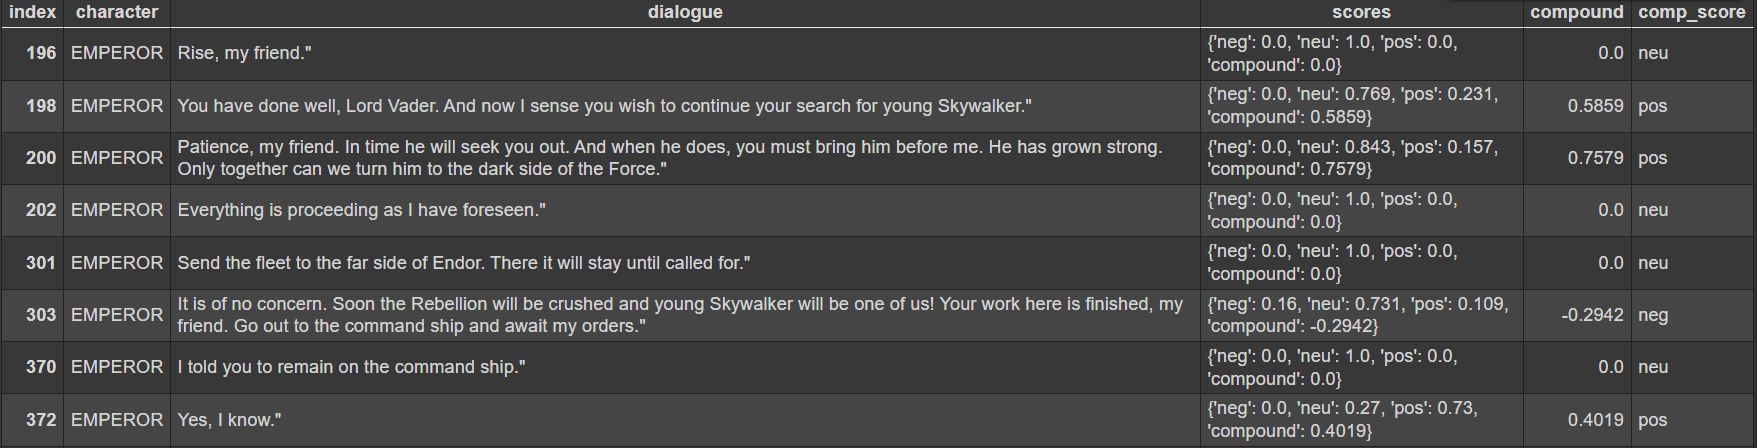 index character dialogue scores compound comp_score
196 EMPEROR Rise, my friend." {'neg': 0.0, 'neu': 1.0, 'pos': 0.0, 'compound': 0.0} 0.0 neu
198 EMPEROR You have done well, Lord Vader. And now I sense you wish to continue your search for young Skywalker." {'neg': 0.0, 'neu': 0.769, 'pos': 0.231, 'compound': 0.5859} 0.5859 pos
200 EMPEROR Patience, my friend. In time he will seek you out. And when he does, you must bring him before me. He has grown strong. Only together can we turn him to the dark side of the Force." {'neg': 0.0, 'neu': 0.843, 'pos': 0.157, 'compound': 0.7579} 0.7579 pos
202 EMPEROR Everything is proceeding as I have foreseen." {'neg': 0.0, 'neu': 1.0, 'pos': 0.0, 'compound': 0.0} 0.0 neu
301 EMPEROR Send the fleet to the far side of Endor. There it will stay until called for." {'neg': 0.0, 'neu': 1.0, 'pos': 0.0, 'compound': 0.0} 0.0 neu
303 EMPEROR It is of no concern. Soon the Rebellion will be crushed and young Skywalker will be one of us! Your work here is finished, my friend. Go out to the command ship and await my orders." {'neg': 0.16, 'neu': 0.731, 'pos': 0.109, 'compound': -0.2942} -0.2942 neg
370 EMPEROR I told you to remain on the command ship." {'neg': 0.0, 'neu': 1.0, 'pos': 0.0, 'compound': 0.0} 0.0 neu
372 EMPEROR Yes, I know." {'neg': 0.0, 'neu': 0.27, 'pos': 0.73, 'compound': 0.4019} 0.4019 pos